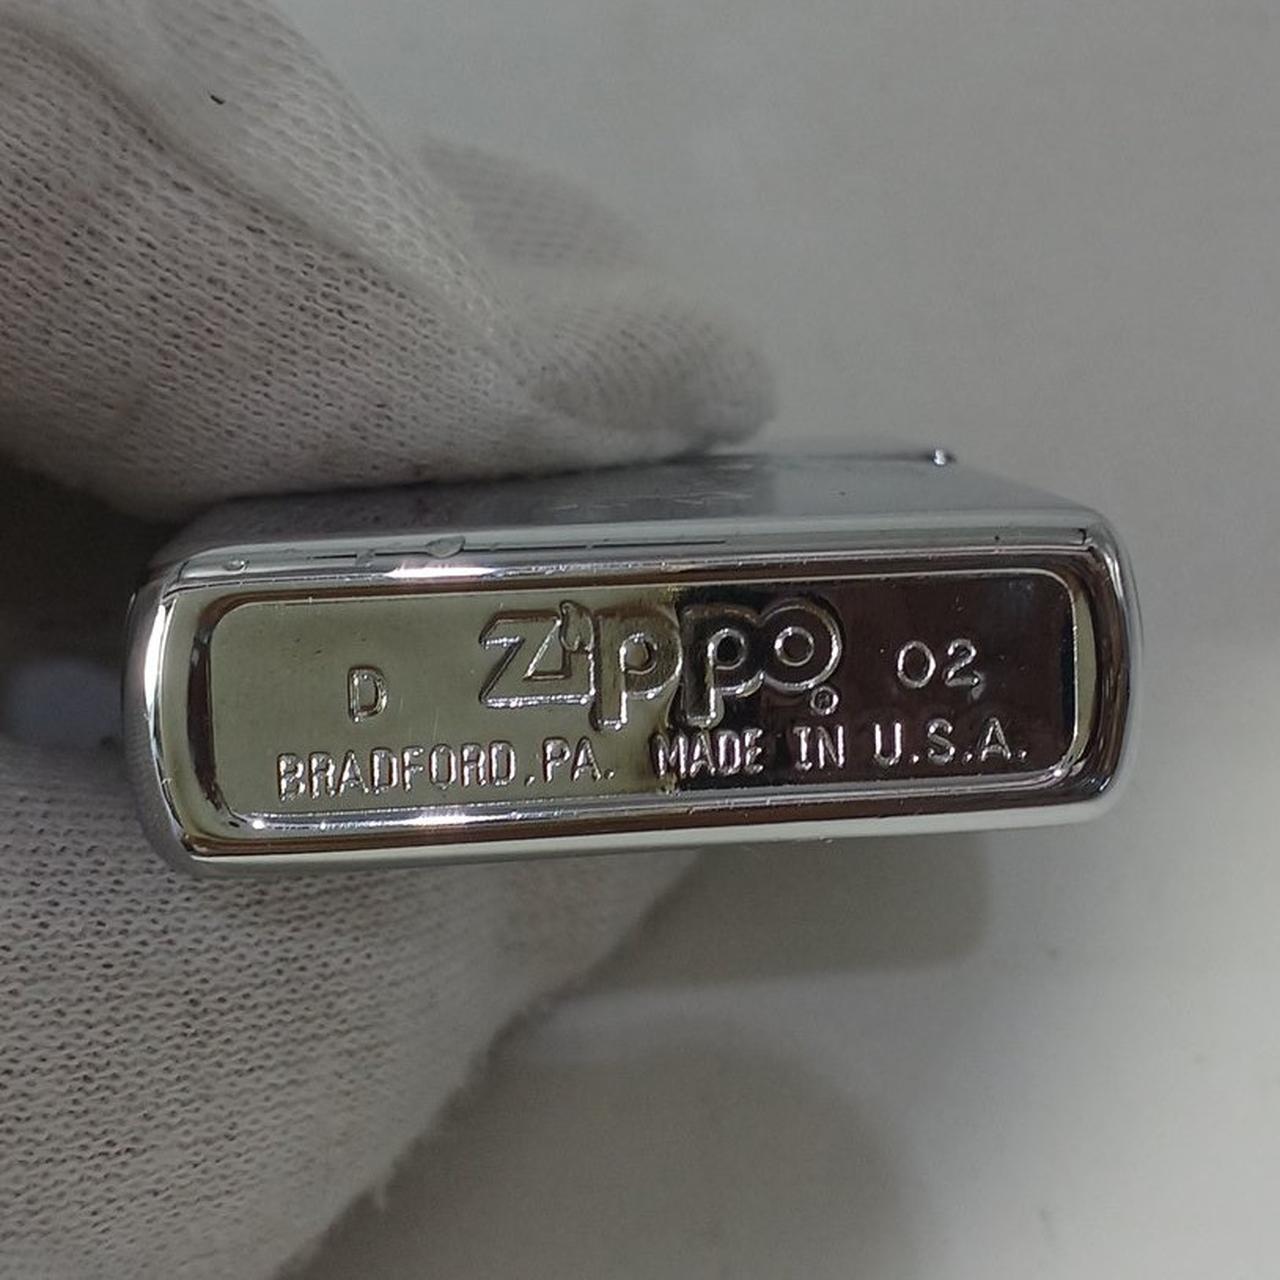 D Zippo® 02
BRADFORD, PA. MADE IN U.S.A.